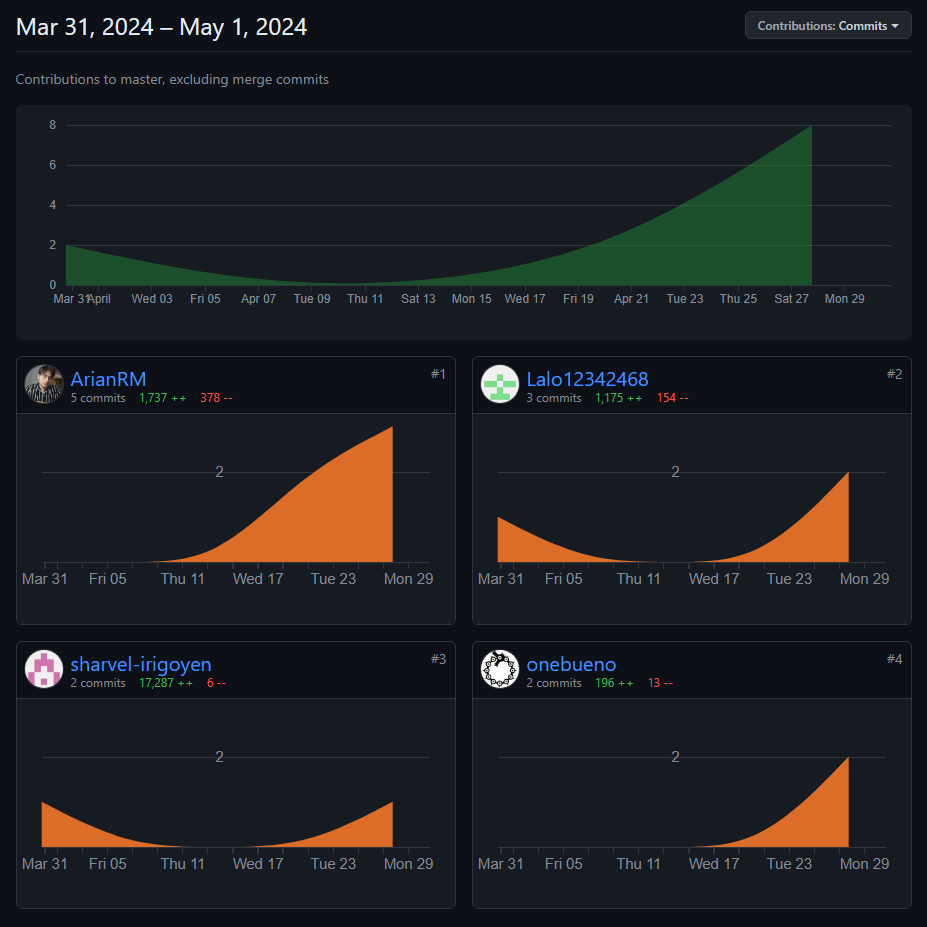 Mar 31, 2024 – May 1, 2024
Contributions: Commits
Contributions to master, excluding merge commits
8
6
4
2
0
Mar 31 April Wed 03 Fri 05 Apr 07 Tue 09 Thu 11 Sat 13 Mon 15 Wed 17 Fri 19 Apr 21 Tue 23 Thu 25 Sat 27 Mon 29
ArianRM
#1
5 commits 1,737 ++ 378 --
2
Mar 31 Fri 05 Thu 11 Wed 17 Tue 23 Mon 29
Lalo12342468
#2
3 commits 1,175 ++ 154 --
2
Mar 31 Fri 05 Thu 11 Wed 17 Tue 23 Mon 29
sharvel-irigoyen
#3
2 commits 17,287 ++ 6 --
2
Mar 31 Fri 05 Thu 11 Wed 17 Tue 23 Mon 29
onebueno
#4
2 commits 196 ++ 13 --
2
Mar 31 Fri 05 Thu 11 Wed 17 Tue 23 Mon 29